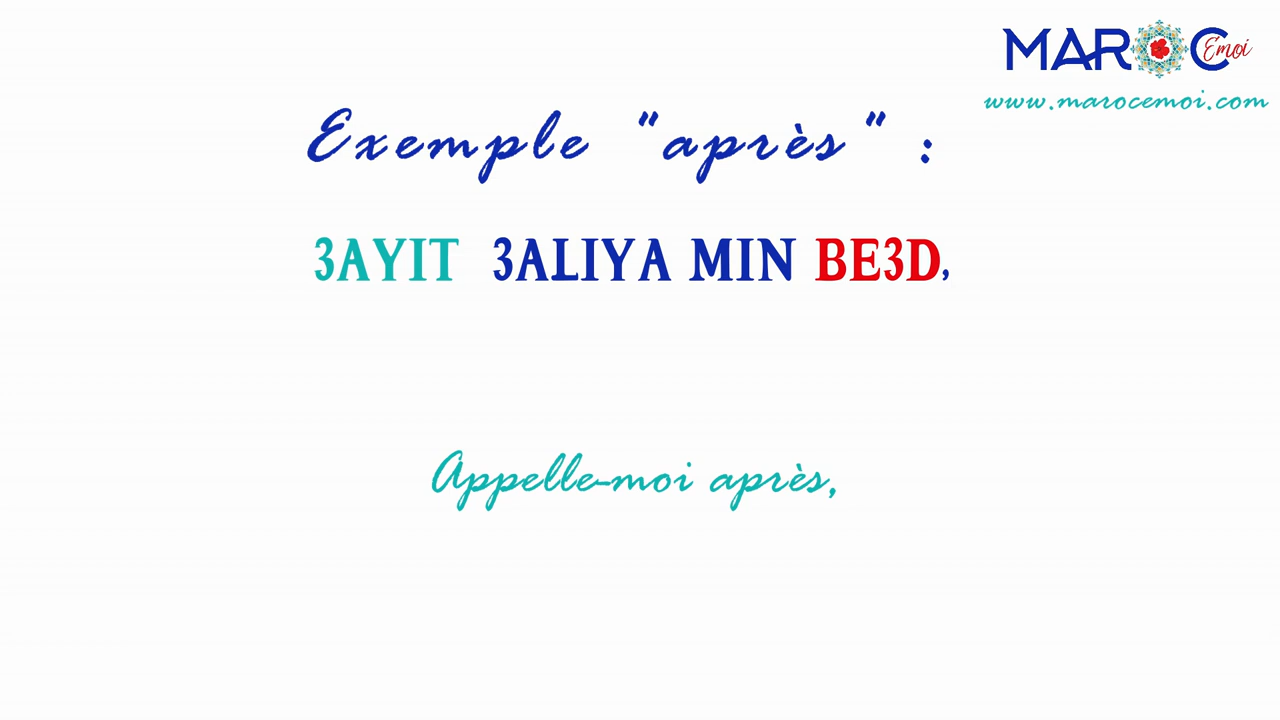 MAROC Emoi
www.marocemoi.com
Exemple "après" :
3AYIT 3ALIYA MIN BE3D,
Appelle-moi après,